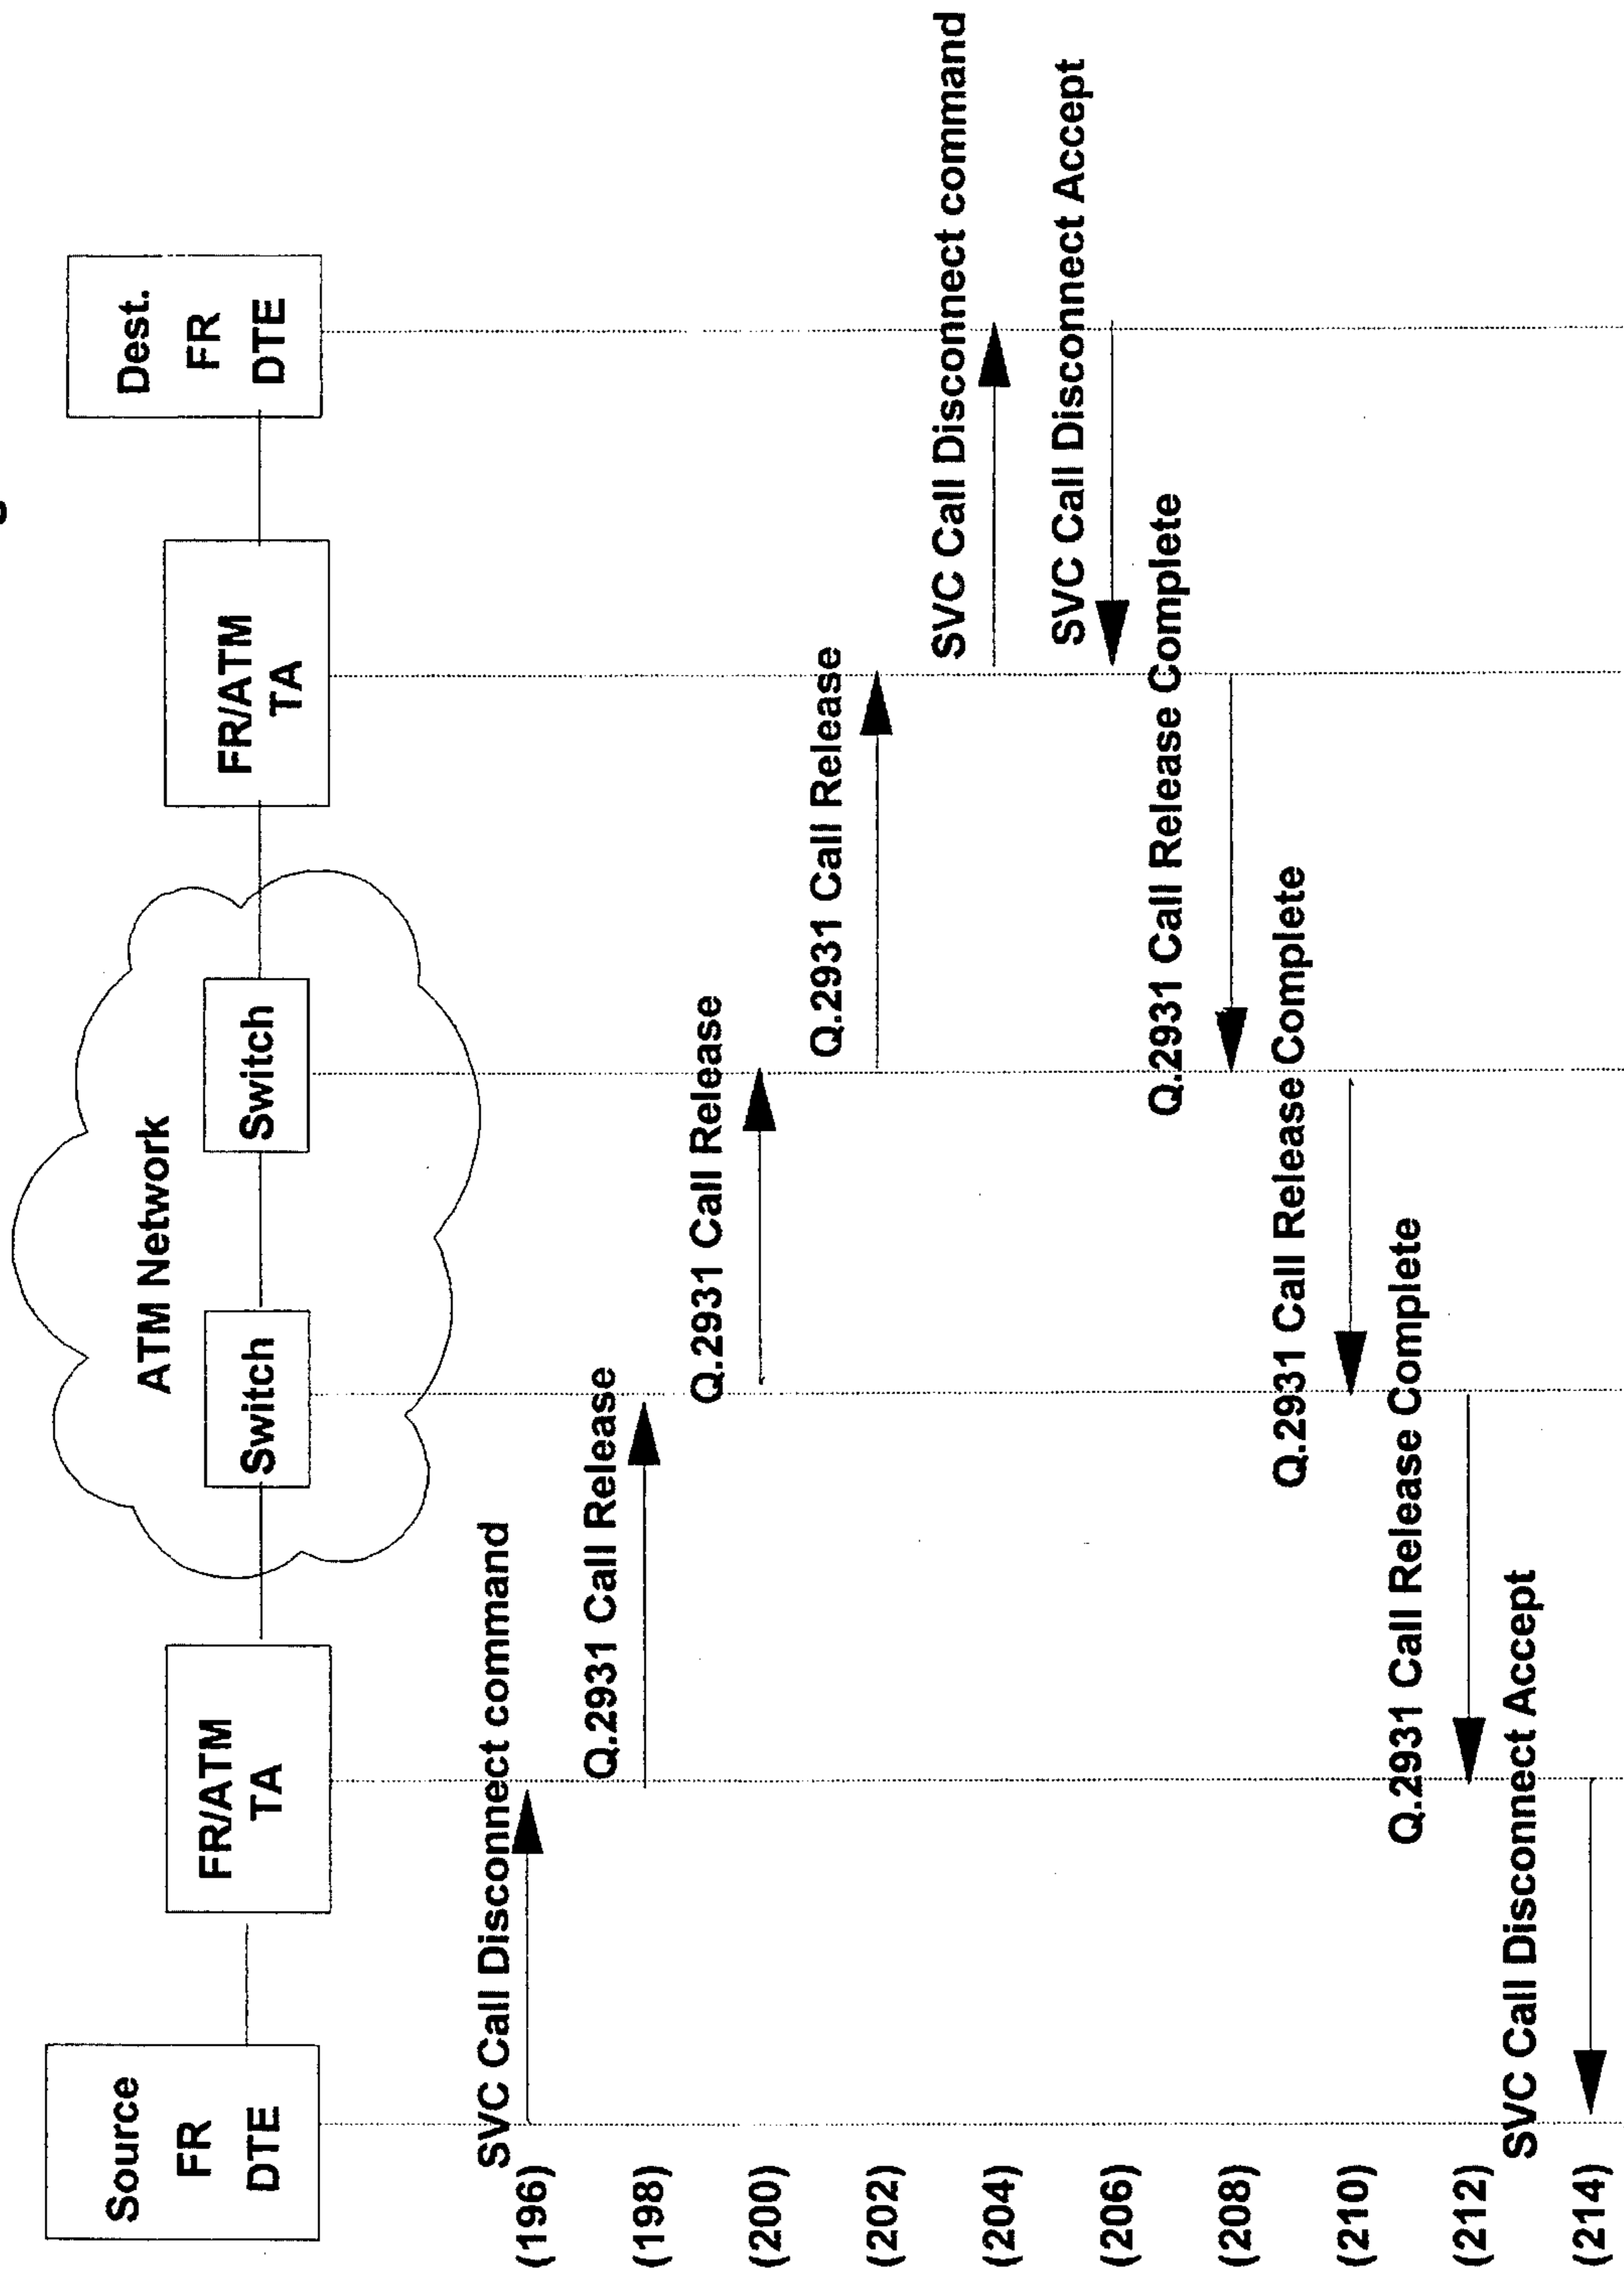 Source
FR
DTE
FR/ATM
TA
ATM Network
Switch
Switch
FR/ATM
TA
Dest.
FR
DTE
(196)
SVC Call Disconnect command
(198)
Q.2931 Call Release
(200)
Q.2931 Call Release
(202)
Q.2931 Call Release
(204)
SVC Call Disconnect command
(206)
SVC Call Disconnect Accept
(208)
Q.2931 Call Release Complete
(210)
Q.2931 Call Release Complete
(212)
Q.2931 Call Release Complete
(214)
SVC Call Disconnect Accept